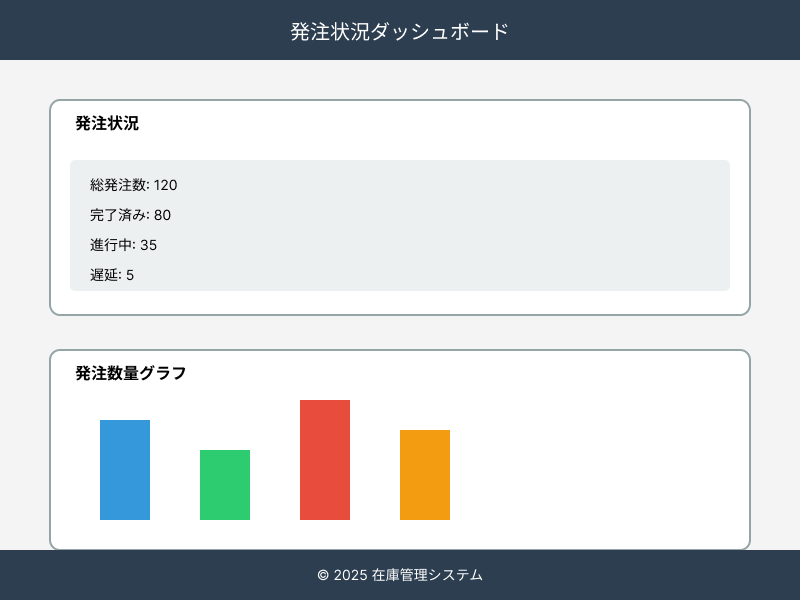 発注状況ダッシュボード
発注状況
総発注数: 120
完了済み: 80
進行中: 35
遅延: 5
発注数量グラフ
© 2025 在庫管理システム